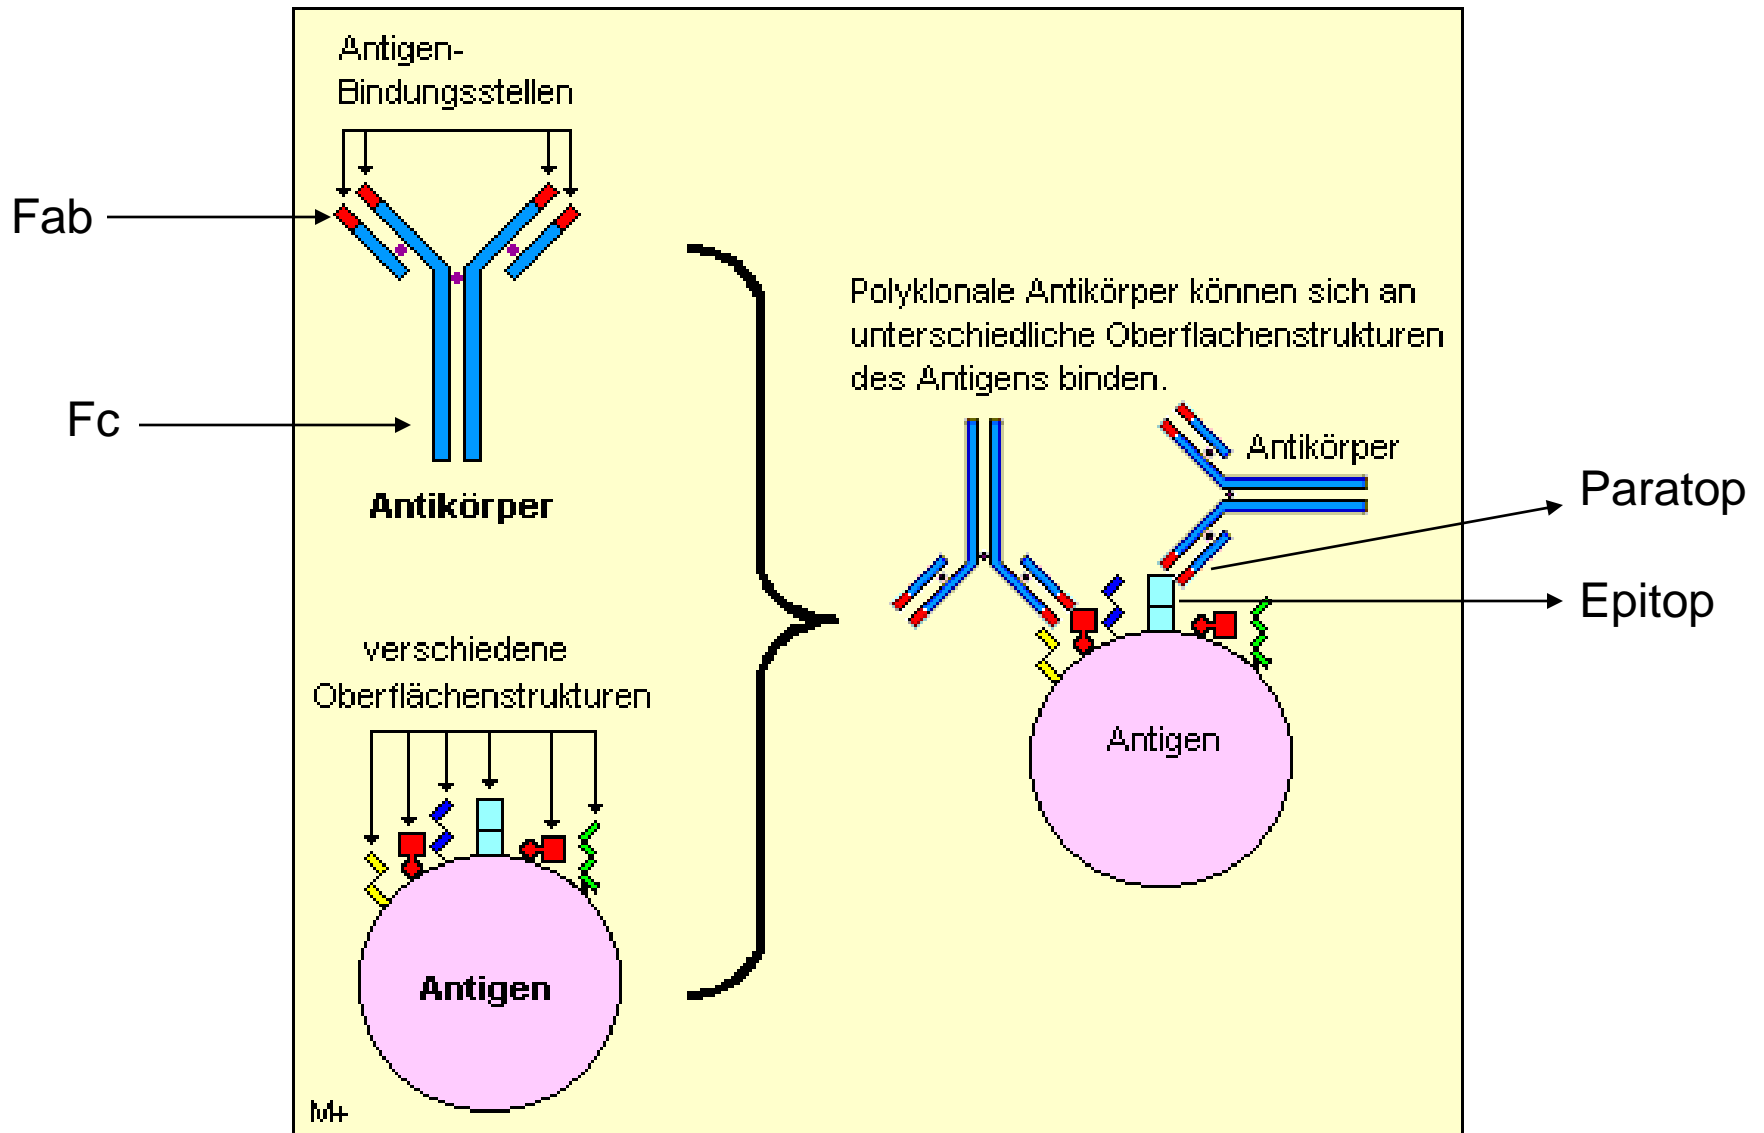 Antigen-
Bindungsstellen
Fab
Fc
Antikörper
verschiedene
Oberflächenstrukturen
Antigen
M+
Polyklonale Antikörper können sich an
unterschiedliche Oberflachenstrukturen
des Antigens binden.
Antikörper
Paratop
Epitop
Antigen